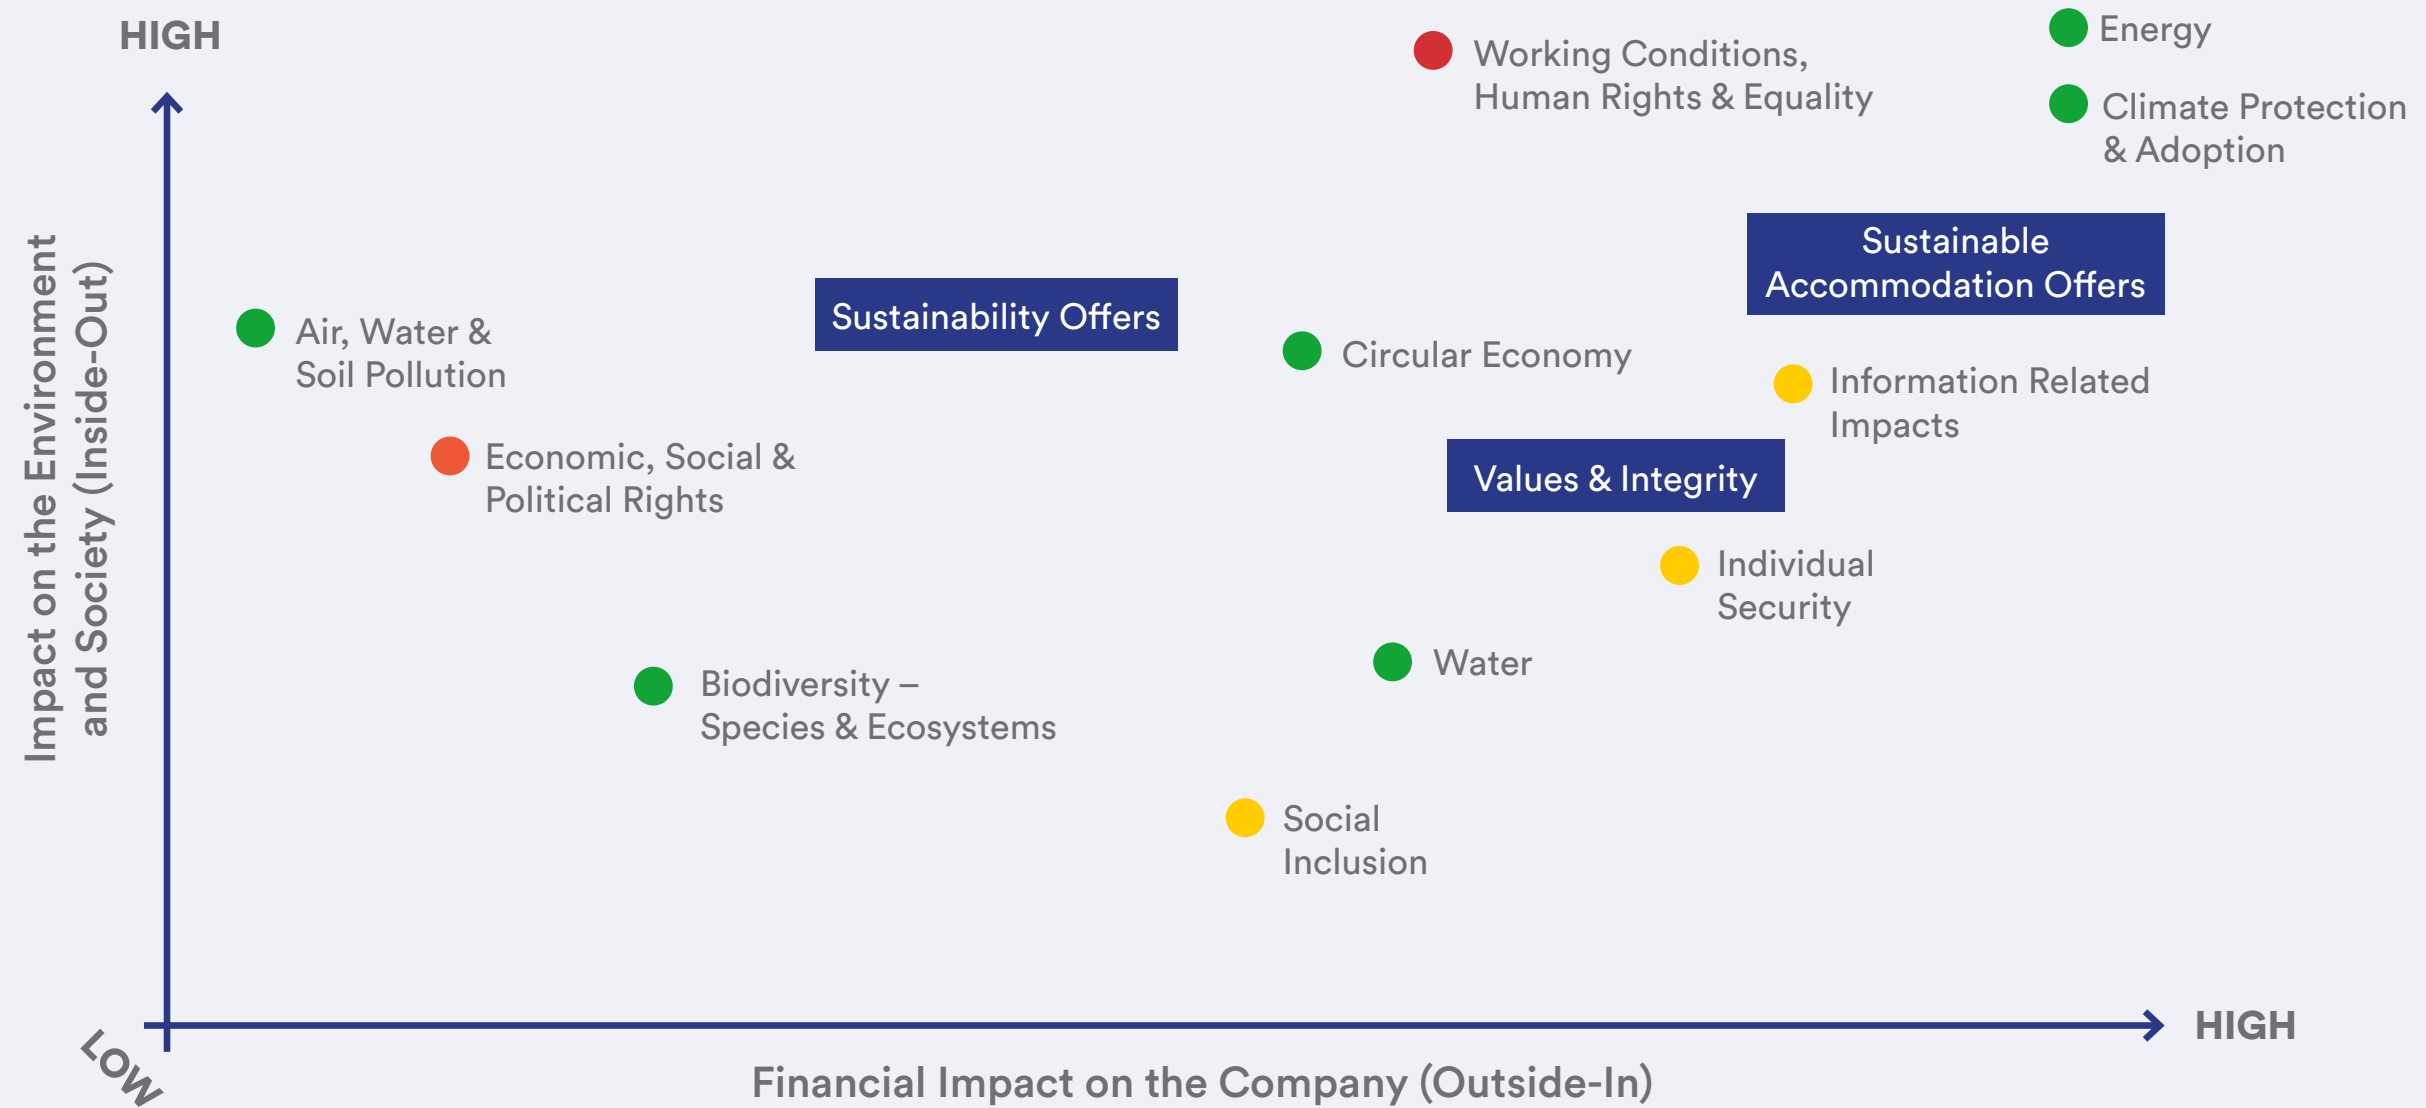 HIGH
Impact on the Environment
and Society (Inside-Out)
Working Conditions,
Human Rights & Equality
Energy
Climate Protection
& Adoption
Sustainable
Accommodation Offers
Sustainability Offers
Air, Water &
Soil Pollution
Circular Economy
Information Related
Impacts
Economic, Social &
Political Rights
Values & Integrity
Individual
Security
Water
Biodiversity –
Species & Ecosystems
Social
Inclusion
LOW
HIGH
Financial Impact on the Company (Outside-In)